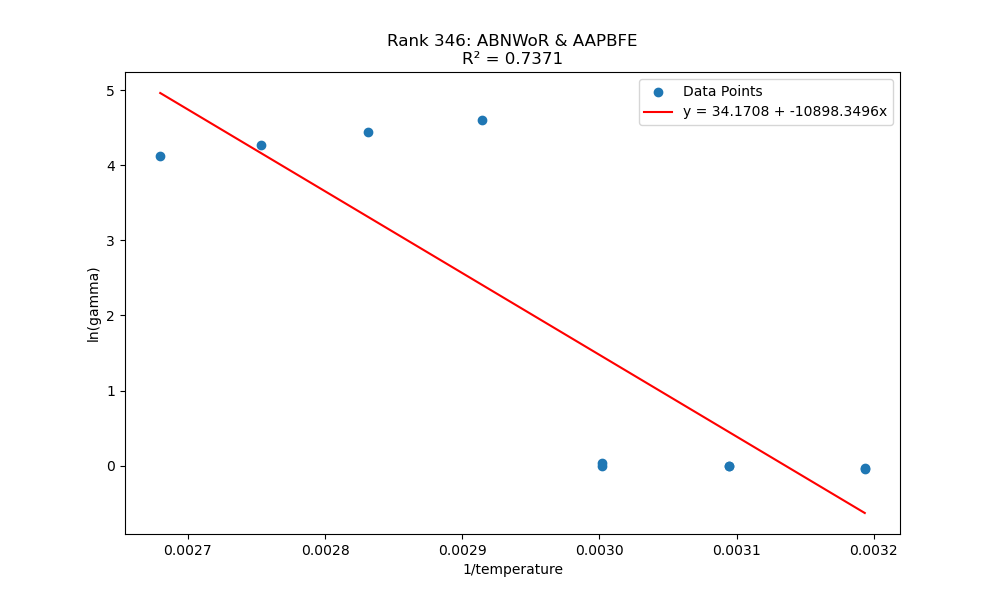 Rank 346: ABNWoR & AAPBFE
R² = 0.7371
Data Points
y = 34.1708 + -10898.3496x
5
4
3
2
1
0
ln(gamma)
0.0027
0.0028
0.0029
0.0030
0.0031
0.0032
1/temperature